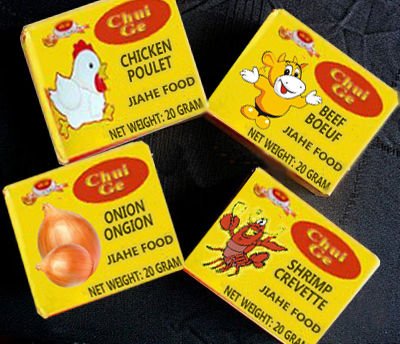 Chui
Ge
CHICKEN
POULET
JIAHE FOOD
NET WEIGHT: 20 GRAM
Chui
Ge
BEEF
BOEUF
JIAHE FOOD
NET WEIGHT: 20 GRAM
Chui
Ge
ONION
ONGION
JIAHE FOOD
NET WEIGHT: 20 GRAM
Chui
Ge
SHRIMP
CREVETTE
JIAHE FOOD
NET WEIGHT: 20 GRAM